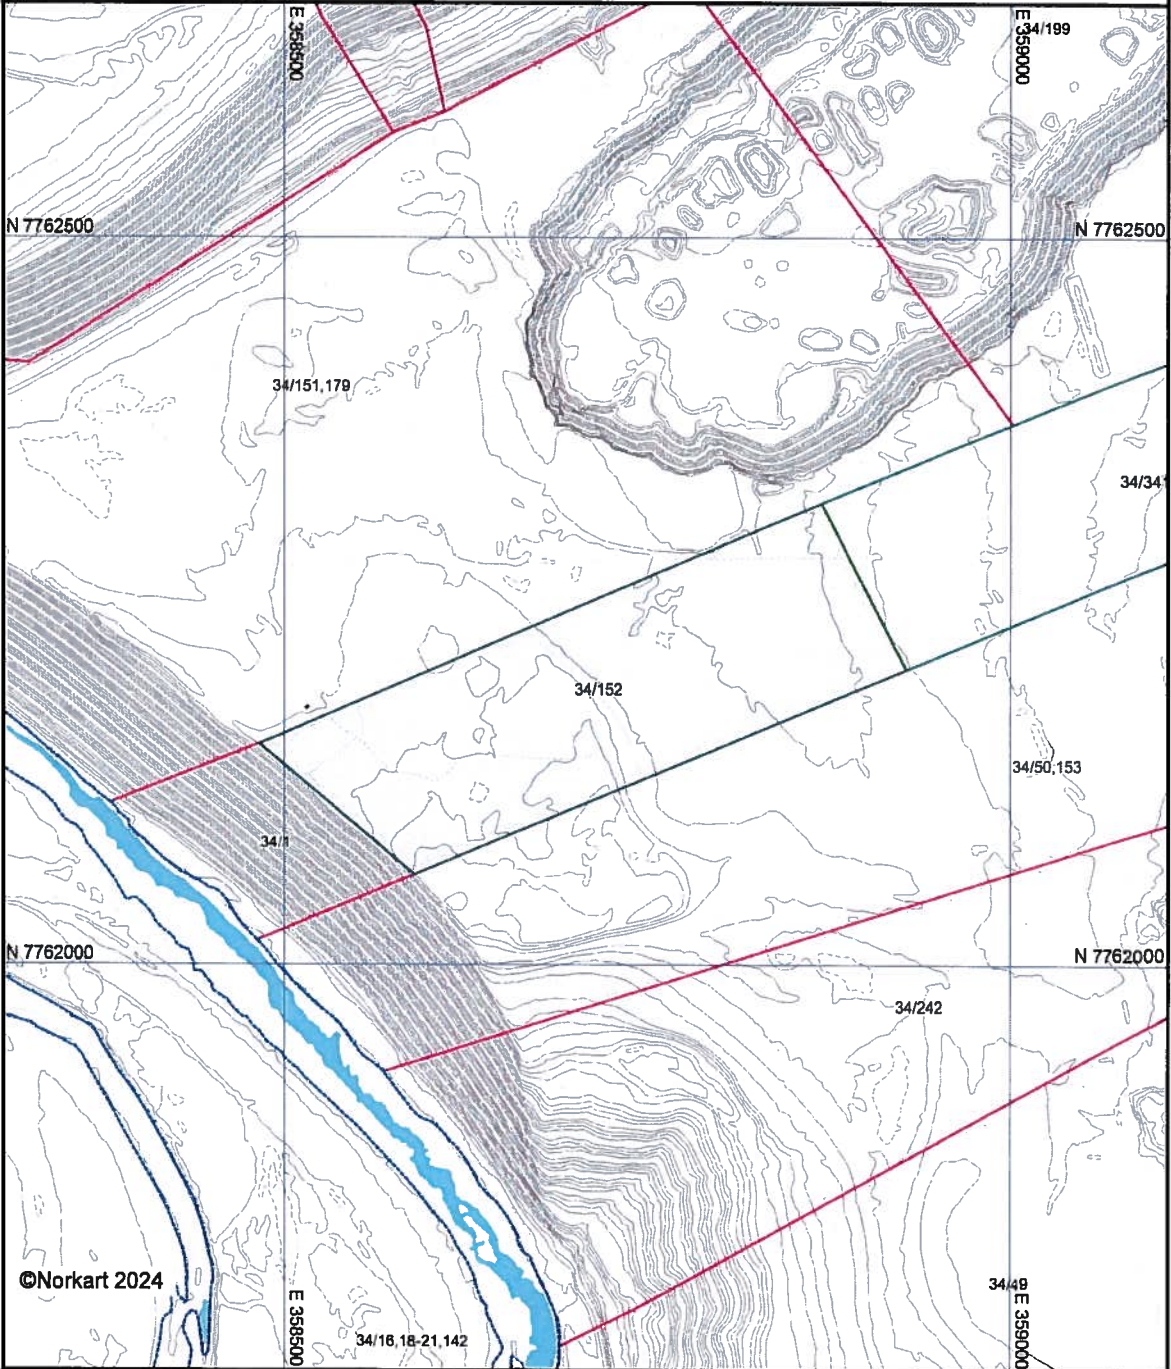 E 358500
E 359000
34/199
N 7762500
N 7762500
34/151,179
34/341
34/152
34/50,153
34/1
N 7762000
N 7762000
34/242
©Norkart 2024
34/49
E 358500
E 359000
34/16,18-21,142